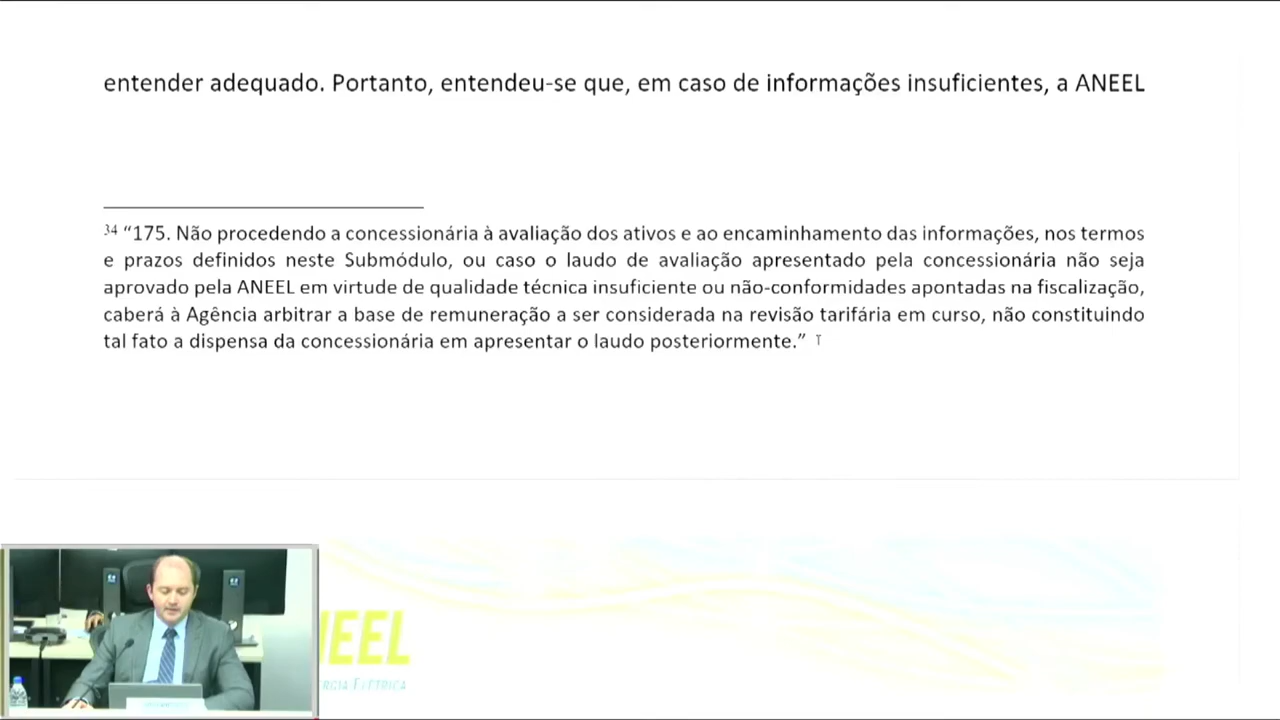 entender adequado. Portanto, entendeu-se que, em caso de informações insuficientes, a ANEEL
34 “175. Não procedendo a concessionária à avaliação dos ativos e ao encaminhamento das informações, nos termos
e prazos definidos neste Submódulo, ou caso o laudo de avaliação apresentado pela concessionária não seja
aprovado pela ANEEL em virtude de qualidade técnica insuficiente ou não-conformidades apontadas na fiscalização,
caberá à Agência arbitrar a base de remuneração a ser considerada na revisão tarifária em curso, não constituindo
tal fato a dispensa da concessionária em apresentar o laudo posteriormente.”
NEEL
RGIA ELÉTRICA